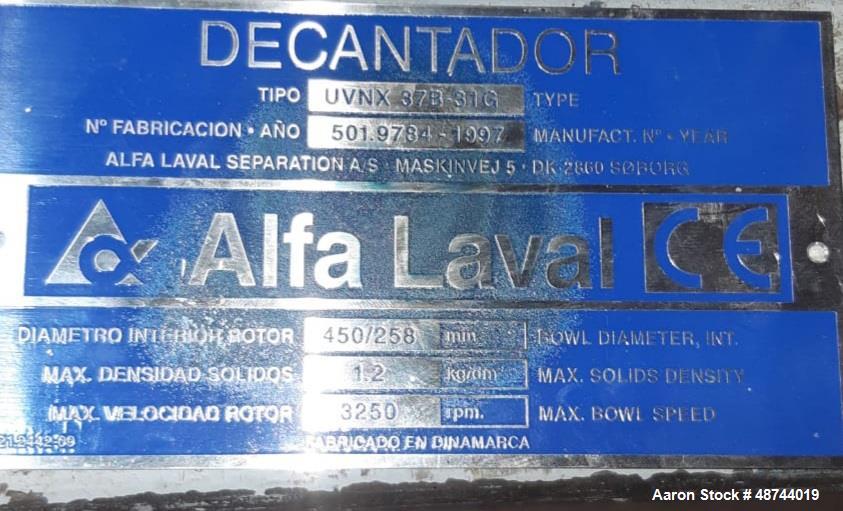 DECANTADOR
TIPO UVNX 37B-31G TYPE
Nº FABRICACION • AÑO 501.9784-1997 MANUFACT. Nº • YEAR
ALFA LAVAL SEPARATION A/S · MASKINVEJ 5 · DK-2860 SØBORG
Alfa Laval CE
DIAMETRO INTERIOR ROTOR 450/258 mm BOWL DIAMETER, INT.
MAX. DENSIDAD SOLIDOS 1.2 kg/dm³ MAX. SOLIDS DENSITY
MAX. VELOCIDAD ROTOR 3250 rpm. MAX. BOWL SPEED
FABRICADO EN DINAMARCA
Aaron Stock # 48744019